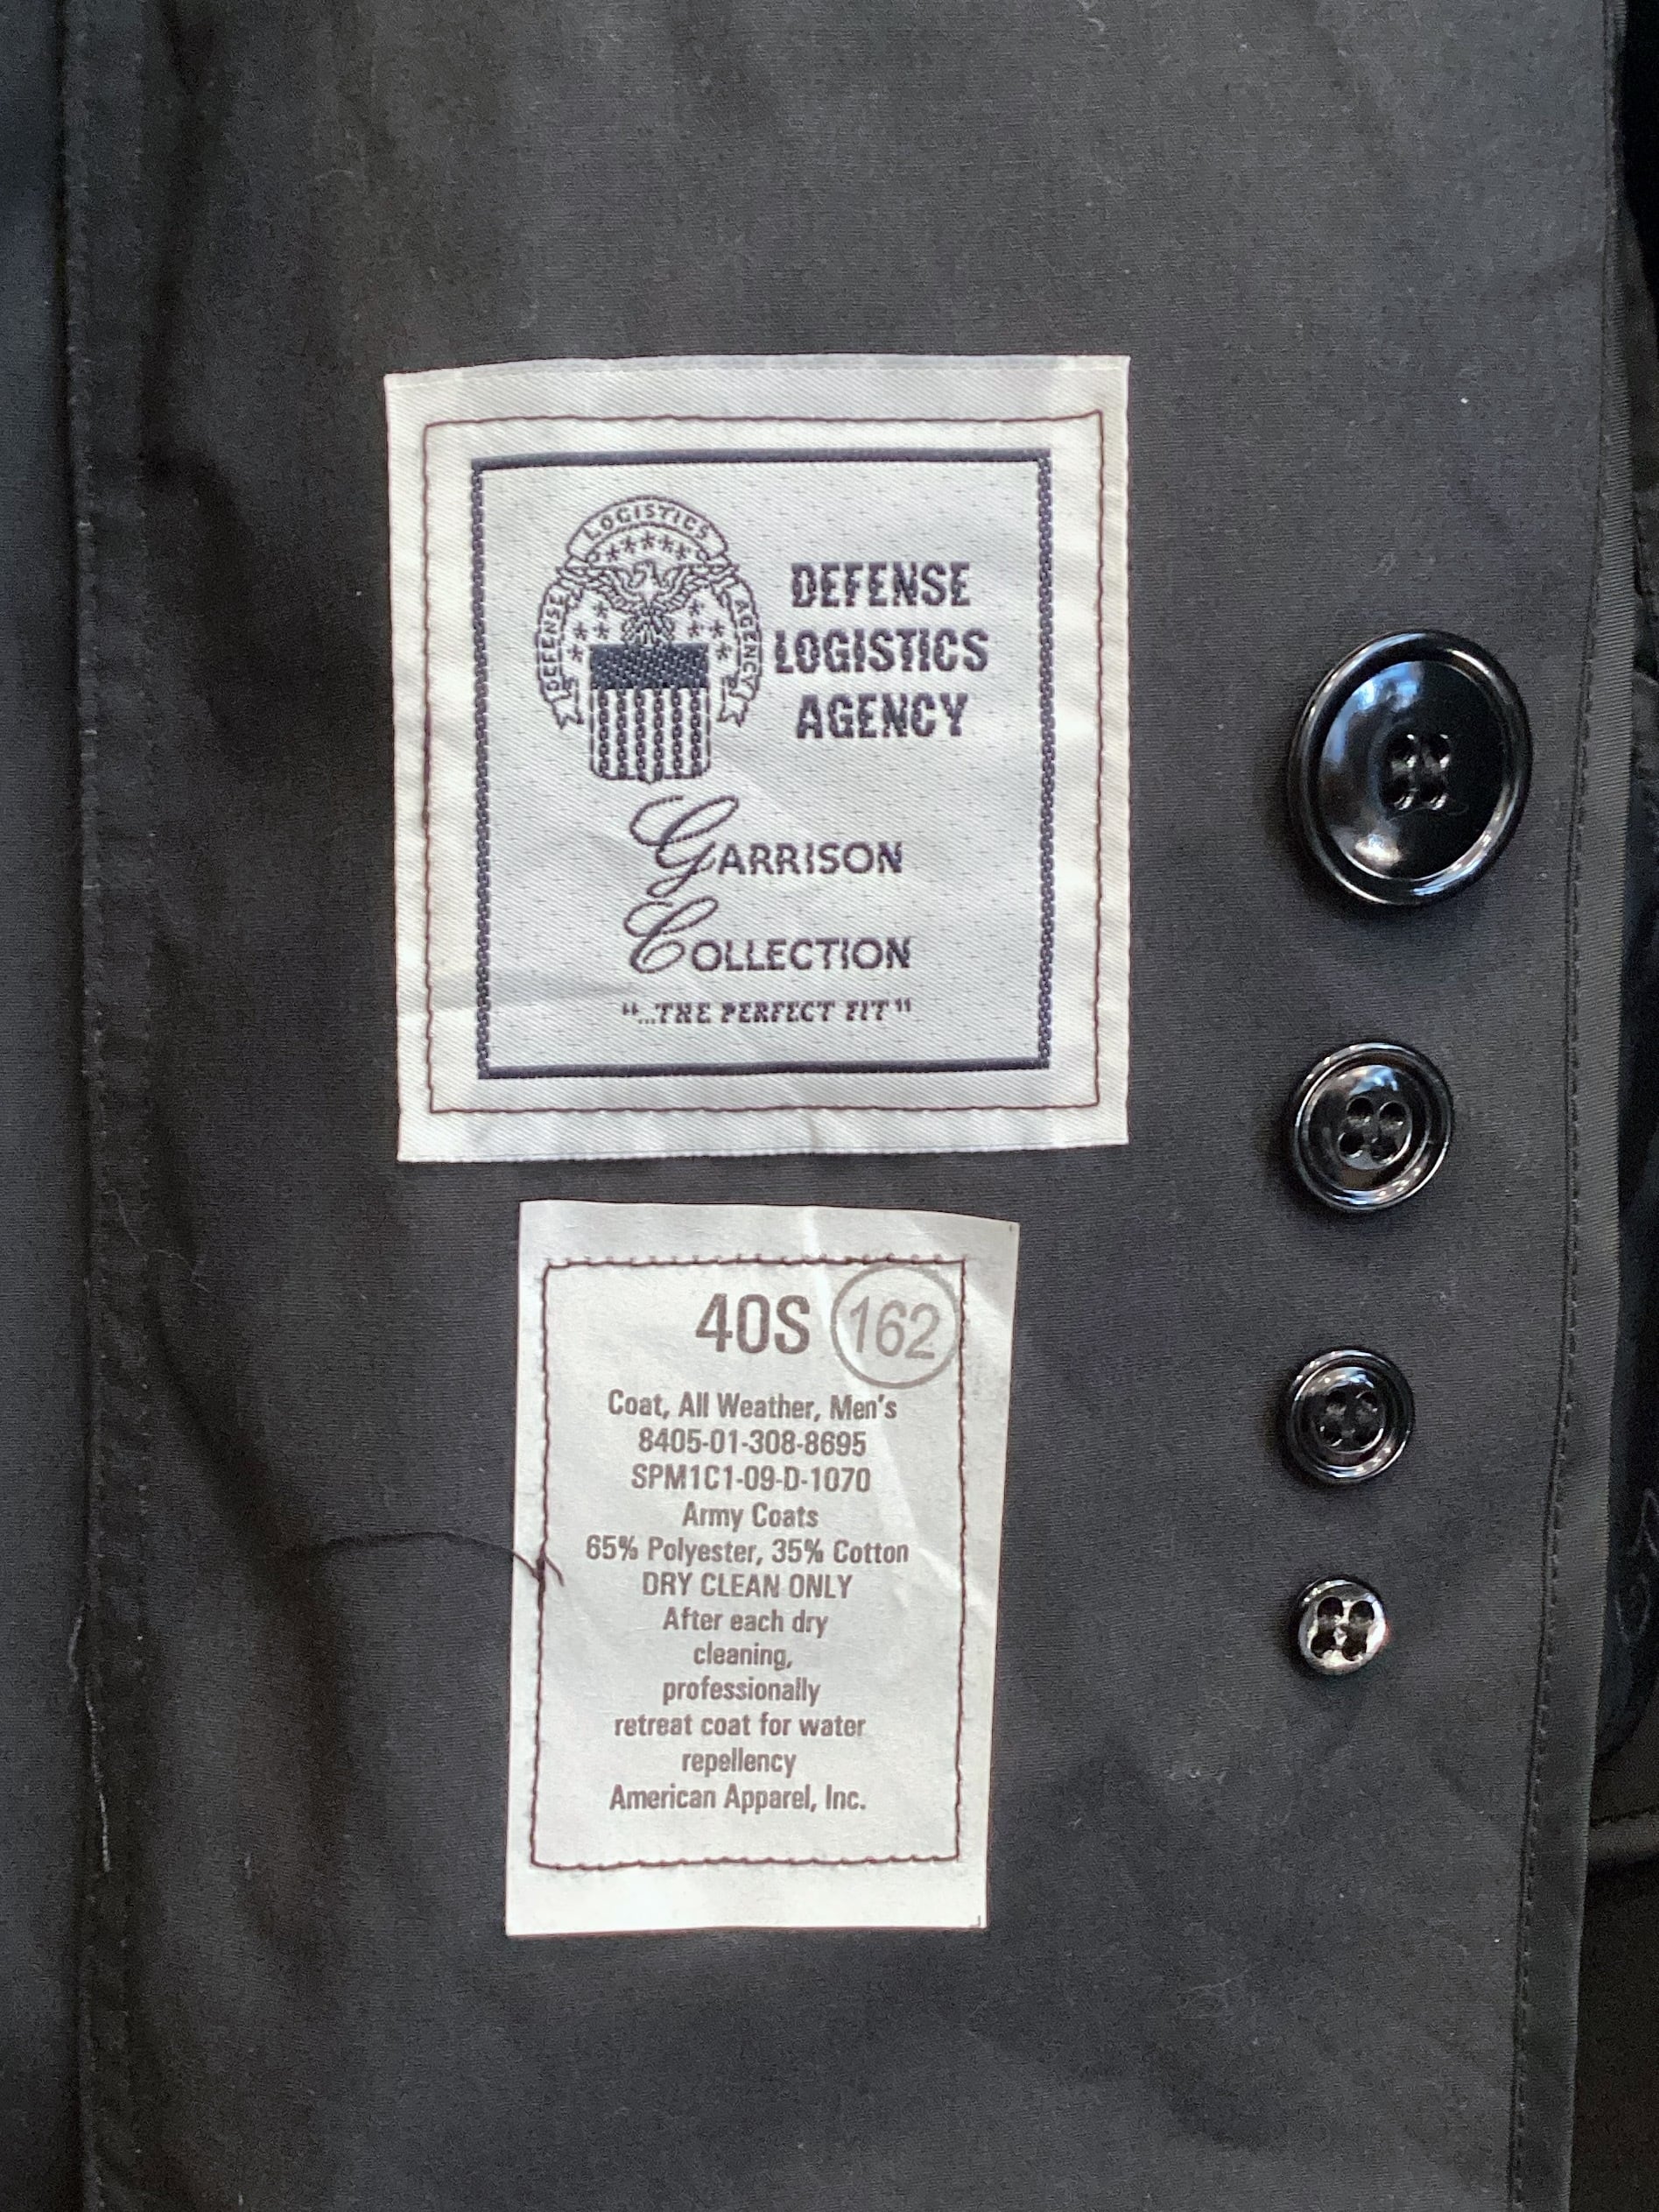 DEFENSE LOGISTICS AGENCY
DEFENSE
LOGISTICS
AGENCY
GARRISON
COLLECTION
"...THE PERFECT FIT"
40S 162
Coat, All Weather, Men's
8405-01-308-8695
SPM1C1-09-D-1070
Army Coats
65% Polyester, 35% Cotton
DRY CLEAN ONLY
After each dry
cleaning,
professionally
retreat coat for water
repellency
American Apparel, Inc.